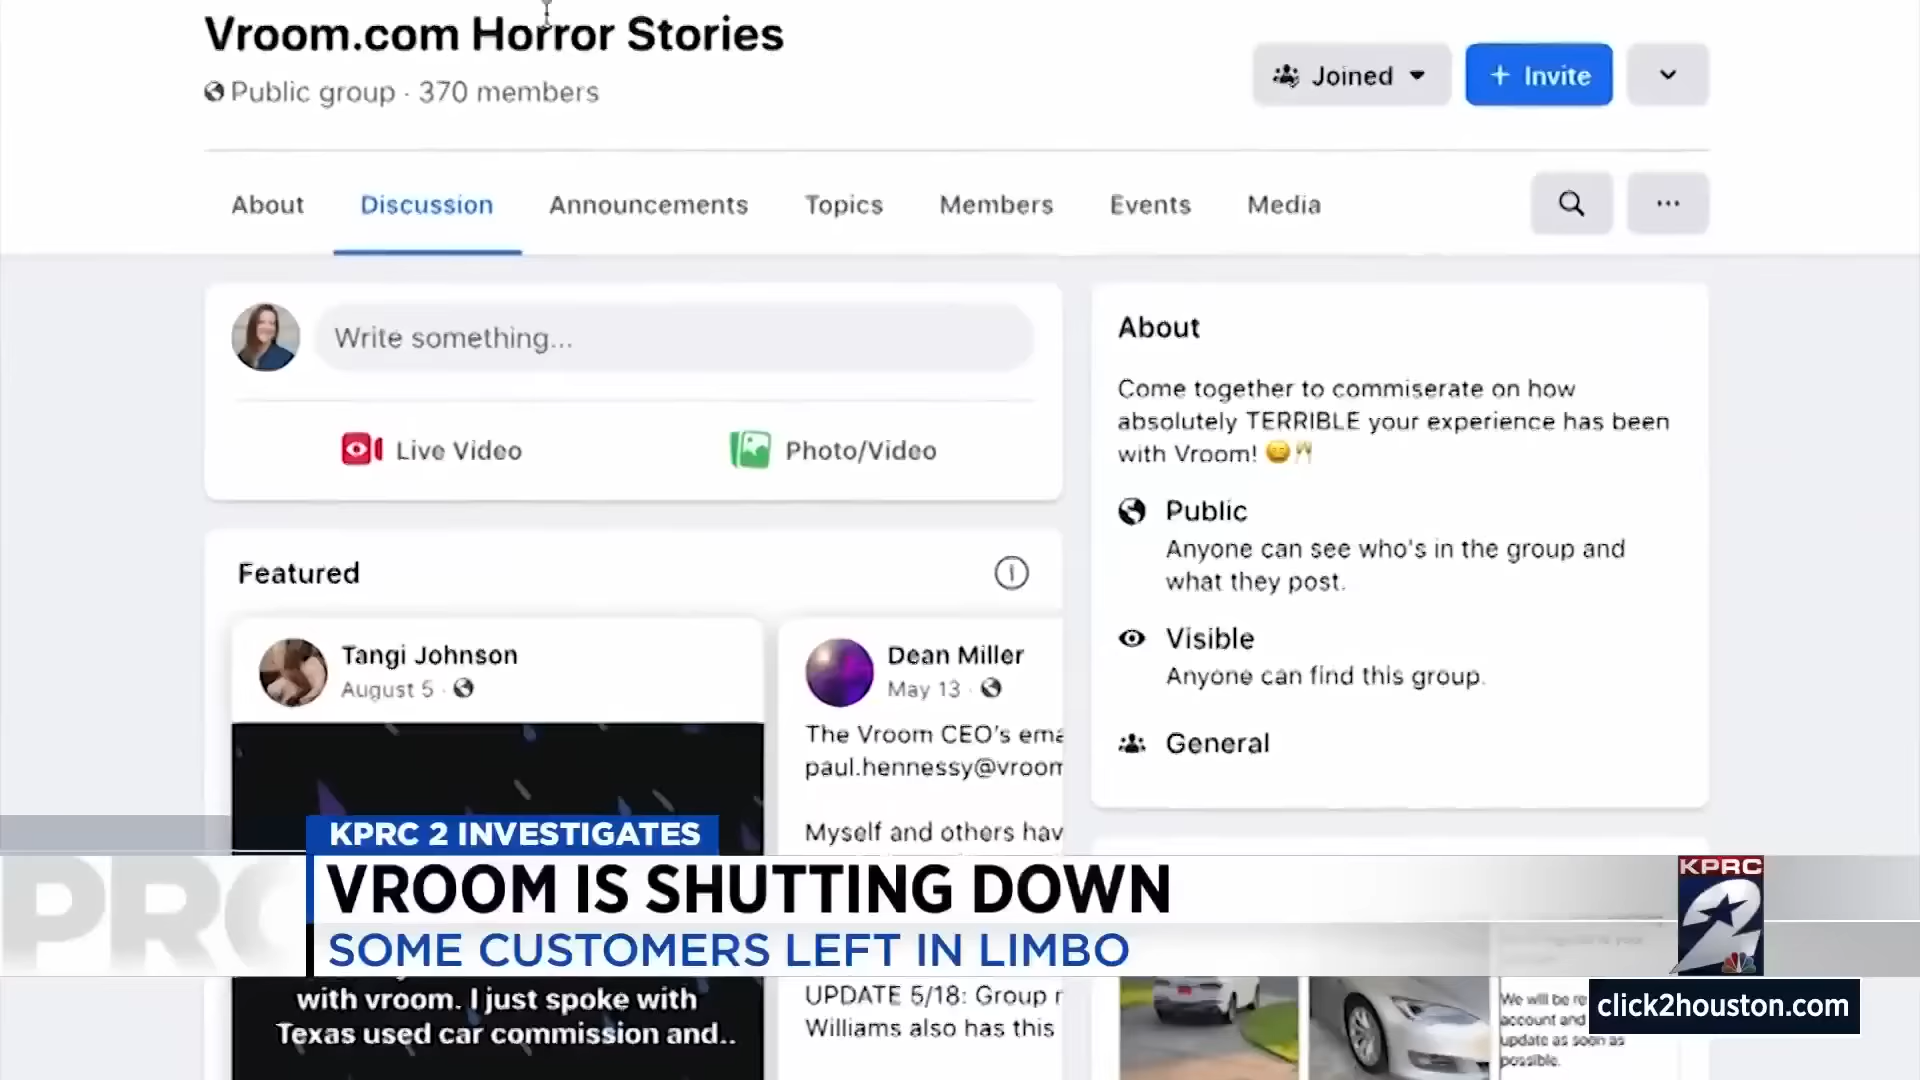 Vroom.com Horror Stories
Public group · 370 members
Joined
+ Invite
About
Discussion
Announcements
Topics
Members
Events
Media
Write something...
Live Video
Photo/Video
Featured
Tangi Johnson
August 5
with vroom. I just spoke with
Texas used car commission and..
Dean Miller
May 13
The Vroom CEO's ema
paul.hennessy@vroom
Myself and others hav
UPDATE 5/18: Group
Williams also has this
About
Come together to commiserate on how
absolutely TERRIBLE your experience has been
with Vroom!
Public
Anyone can see who's in the group and
what they post.
Visible
Anyone can find this group.
General
We will be re
account and
update as soon as
possible.
KPRC 2 INVESTIGATES
VROOM IS SHUTTING DOWN
SOME CUSTOMERS LEFT IN LIMBO
PRC
KPRC
2
click2houston.com